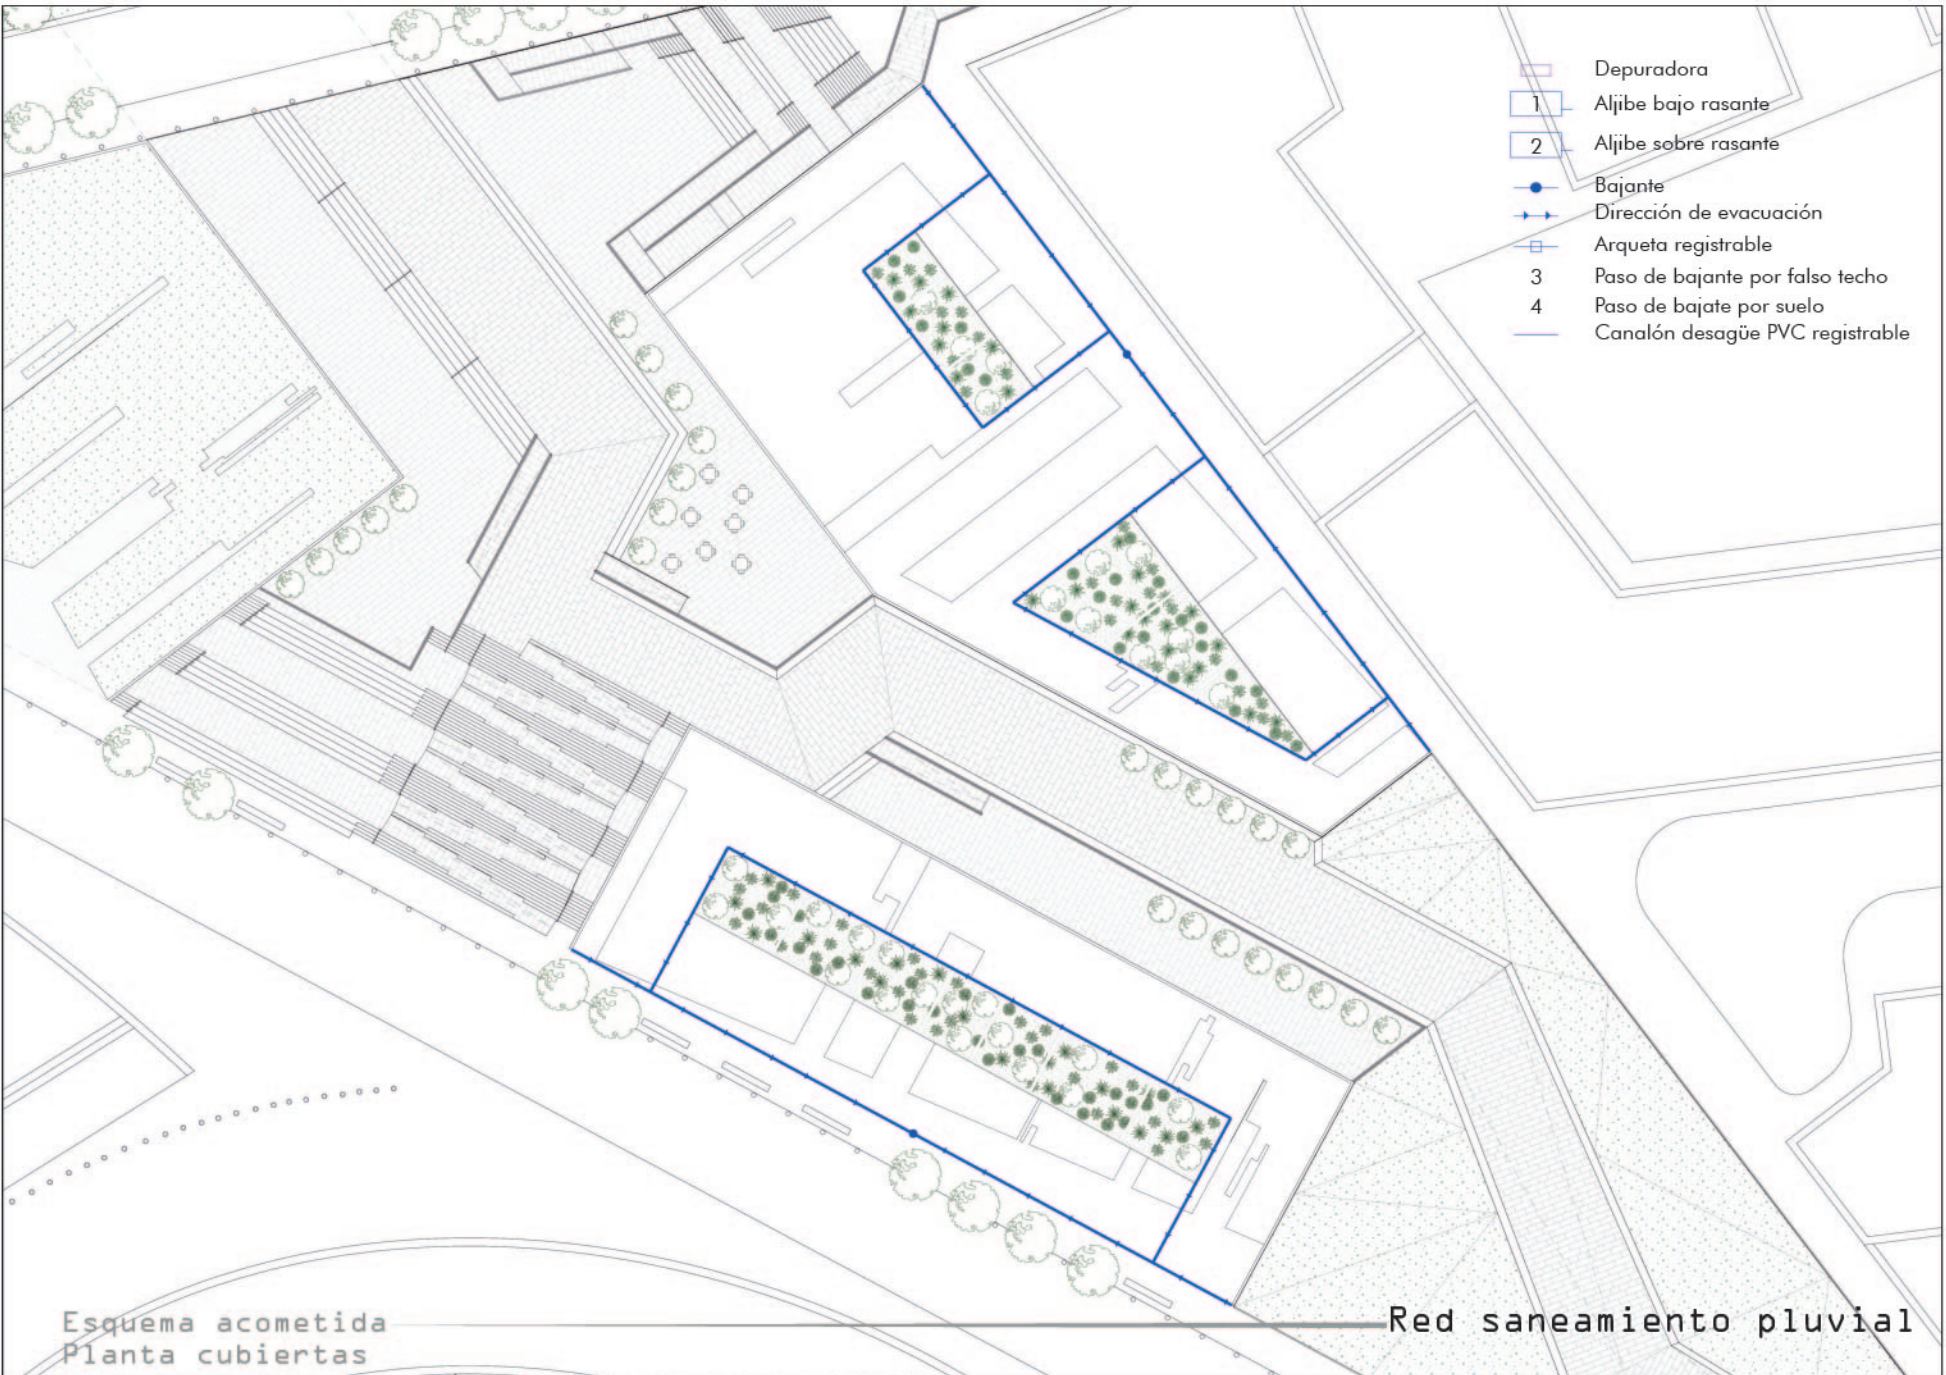 Depuradora
1 Aljibe bajo rasante
2 Aljibe sobre rasante
Bajante
Dirección de evacuación
Arqueta registrable
3 Paso de bajante por falso techo
4 Paso de bajate por suelo
Canalón desagüe PVC registrable
Esquema acometida
Planta cubiertas
Red saneamiento pluvial